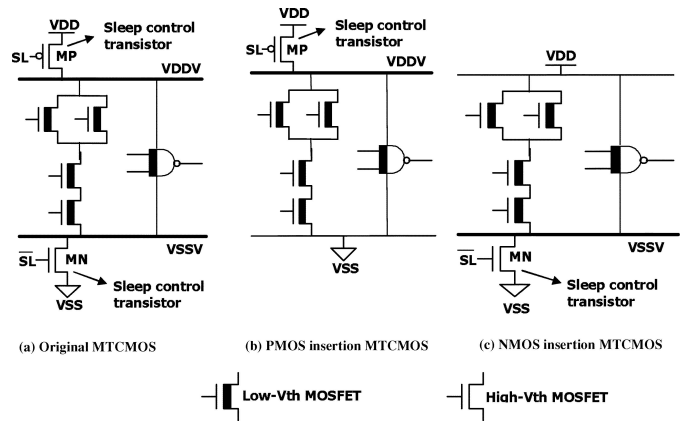 VDD
Sleep control
transistor
SL
MP
VDDV
VSSV
SL
MN
Sleep control
transistor
VSS
(a) Original MTCMOS
VDD
Sleep control
transistor
SL
MP
VDDV
VSS
(b) PMOS insertion MTCMOS
VDD
VSSV
SL
MN
Sleep control
transistor
VSS
(c) NMOS insertion MTCMOS
Low-Vth MOSFET
High-Vth MOSFET